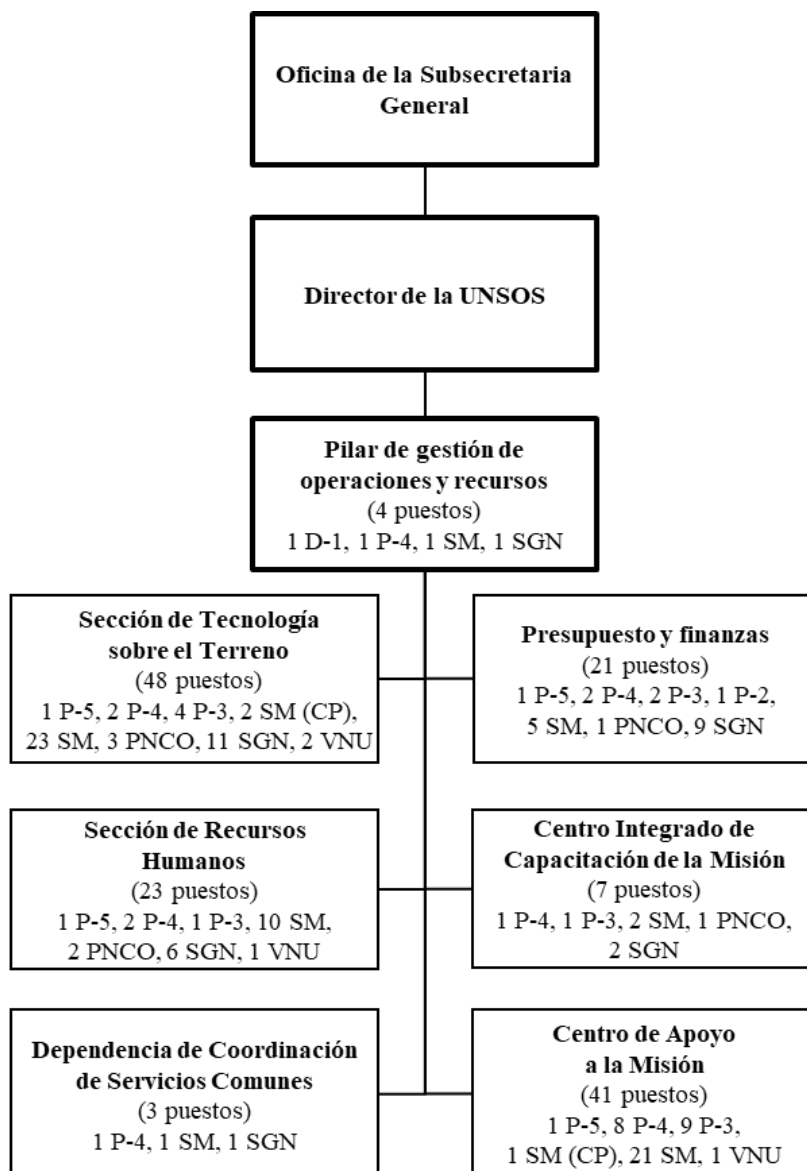 Oficina de la Subsecretaria
General
Director de la UNSOS
Pilar de gestión de
operaciones y recursos
(4 puestos)
1 D-1, 1 P-4, 1 SM, 1 SGN
Sección de Tecnología
sobre el Terreno
(48 puestos)
1 P-5, 2 P-4, 4 P-3, 2 SM (CP),
23 SM, 3 PNCO, 11 SGN, 2 VNU
Presupuesto y finanzas
(21 puestos)
1 P-5, 2 P-4, 2 P-3, 1 P-2,
5 SM, 1 PNCO, 9 SGN
Sección de Recursos
Humanos
(23 puestos)
1 P-5, 2 P-4, 1 P-3, 10 SM,
2 PNCO, 6 SGN, 1 VNU
Centro Integrado de
Capacitación de la Misión
(7 puestos)
1 P-4, 1 P-3, 2 SM, 1 PNCO,
2 SGN
Dependencia de Coordinación
de Servicios Comunes
(3 puestos)
1 P-4, 1 SM, 1 SGN
Centro de Apoyo
a la Misión
(41 puestos)
1 P-5, 8 P-4, 9 P-3,
1 SM (CP), 21 SM, 1 VNU